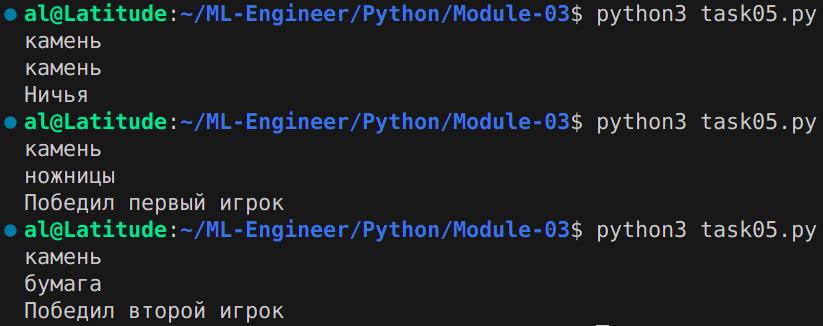 al@Latitude:~/ML-Engineer/Python/Module-03$ python3 task05.py
камень
камень
Ничья
al@Latitude:~/ML-Engineer/Python/Module-03$ python3 task05.py
камень
ножницы
Победил первый игрок
al@Latitude:~/ML-Engineer/Python/Module-03$ python3 task05.py
камень
бумага
Победил второй игрок